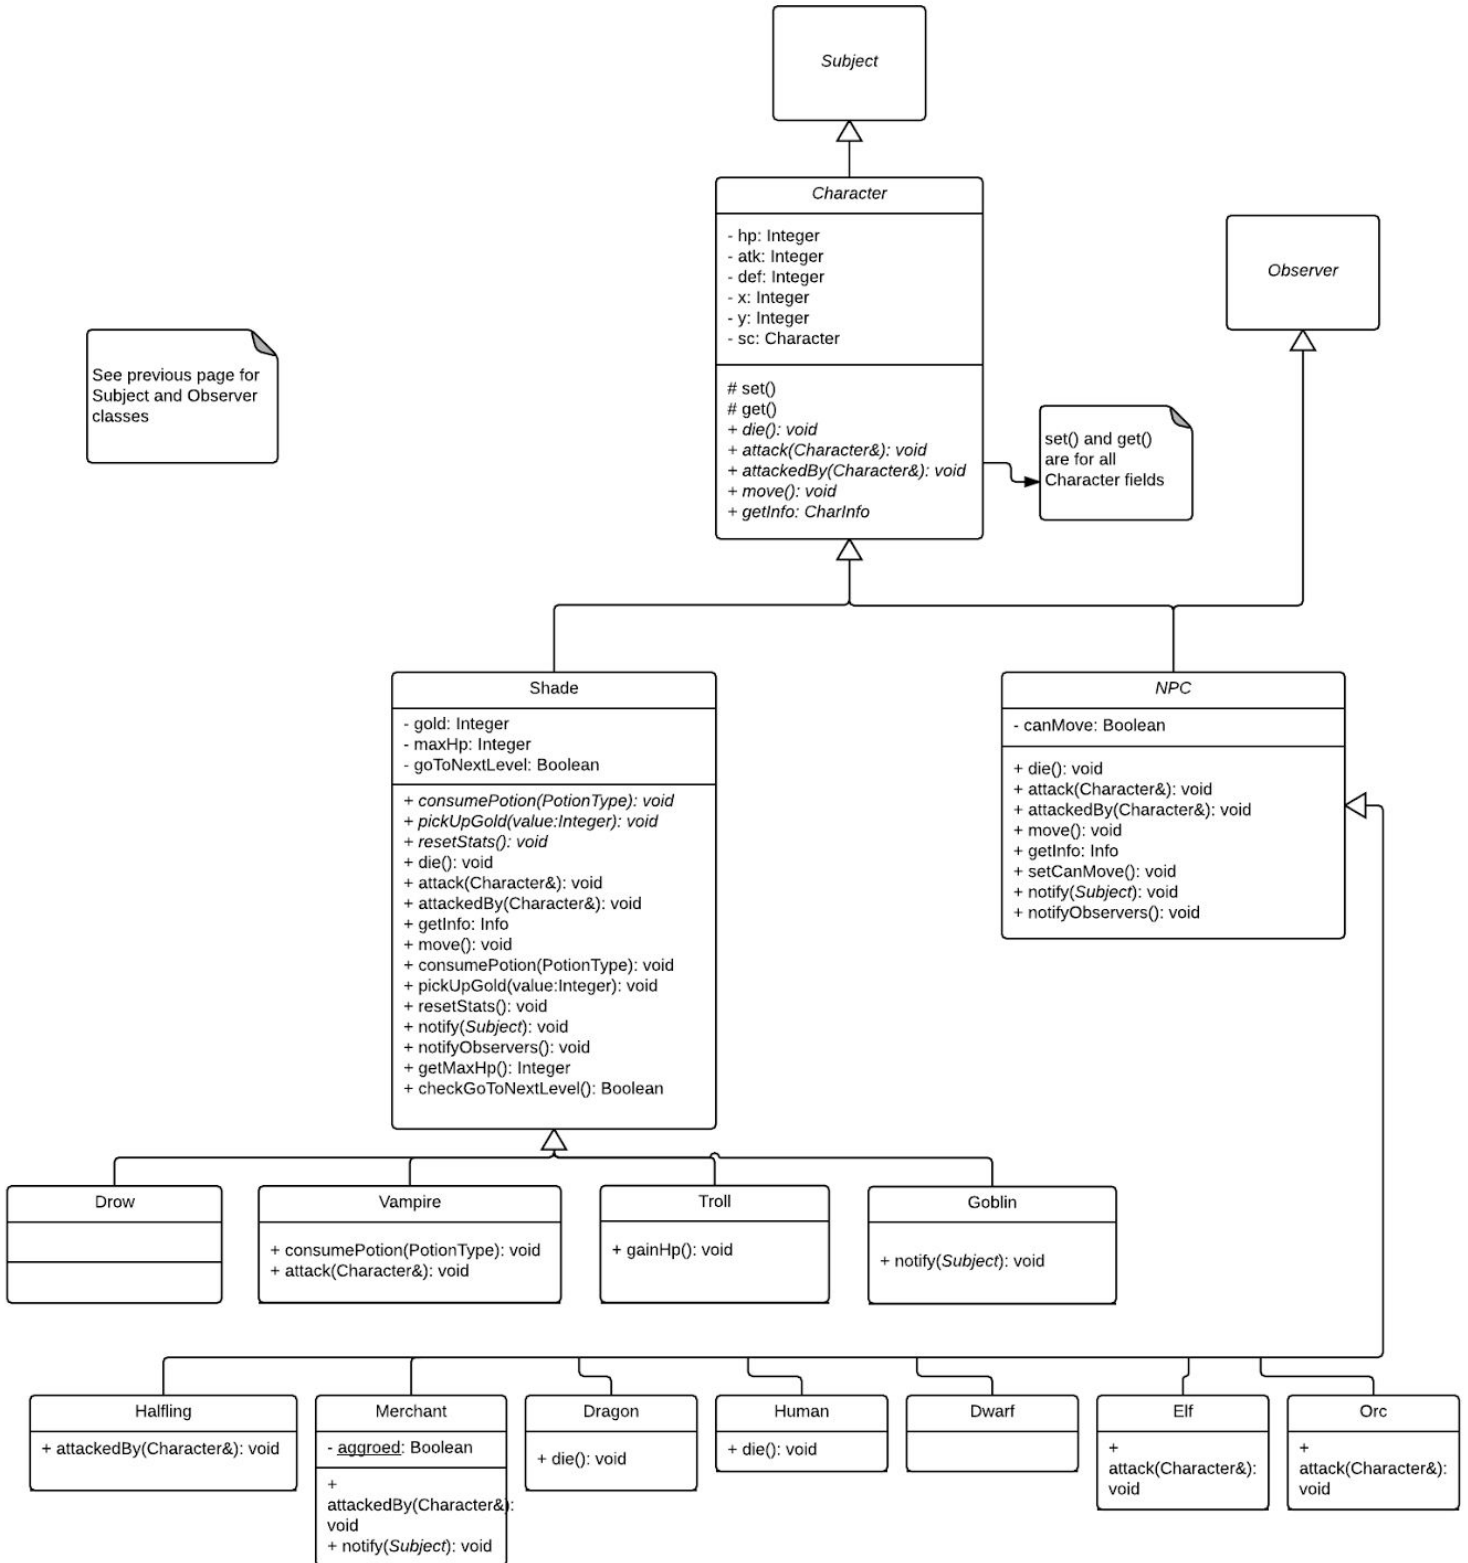 Subject
Character
- hp: Integer
- atk: Integer
- def: Integer
- x: Integer
- y: Integer
- sc: Character
# set()
# get()
+ die(): void
+ attack(Character&): void
+ attackedBy(Character&): void
+ move(): void
+ getInfo: CharInfo
Observer
See previous page for
Subject and Observer
classes
set() and get()
are for all
Character fields
Shade
- gold: Integer
- maxHp: Integer
- goToNextLevel: Boolean
+ consumePotion(PotionType): void
+ pickUpGold(value:Integer): void
+ resetStats(): void
+ die(): void
+ attack(Character&): void
+ attackedBy(Character&): void
+ getInfo: Info
+ move(): void
+ consumePotion(PotionType): void
+ pickUpGold(value:Integer): void
+ resetStats(): void
+ notify(Subject): void
+ notifyObservers(): void
+ getMaxHp(): Integer
+ checkGoToNextLevel(): Boolean
NPC
- canMove: Boolean
+ die(): void
+ attack(Character&): void
+ attackedBy(Character&): void
+ move(): void
+ getInfo: Info
+ setCanMove(): void
+ notify(Subject): void
+ notifyObservers(): void
Drow
Vampire
+ consumePotion(PotionType): void
+ attack(Character&): void
Troll
+ gainHp(): void
Goblin
+ notify(Subject): void
Halfling
+ attackedBy(Character&): void
Merchant
- aggroed: Boolean
+
attackedBy(Character&):
void
+ notify(Subject): void
Dragon
+ die(): void
Human
+ die(): void
Dwarf
Elf
+
attack(Character&):
void
Orc
+
attack(Character&):
void